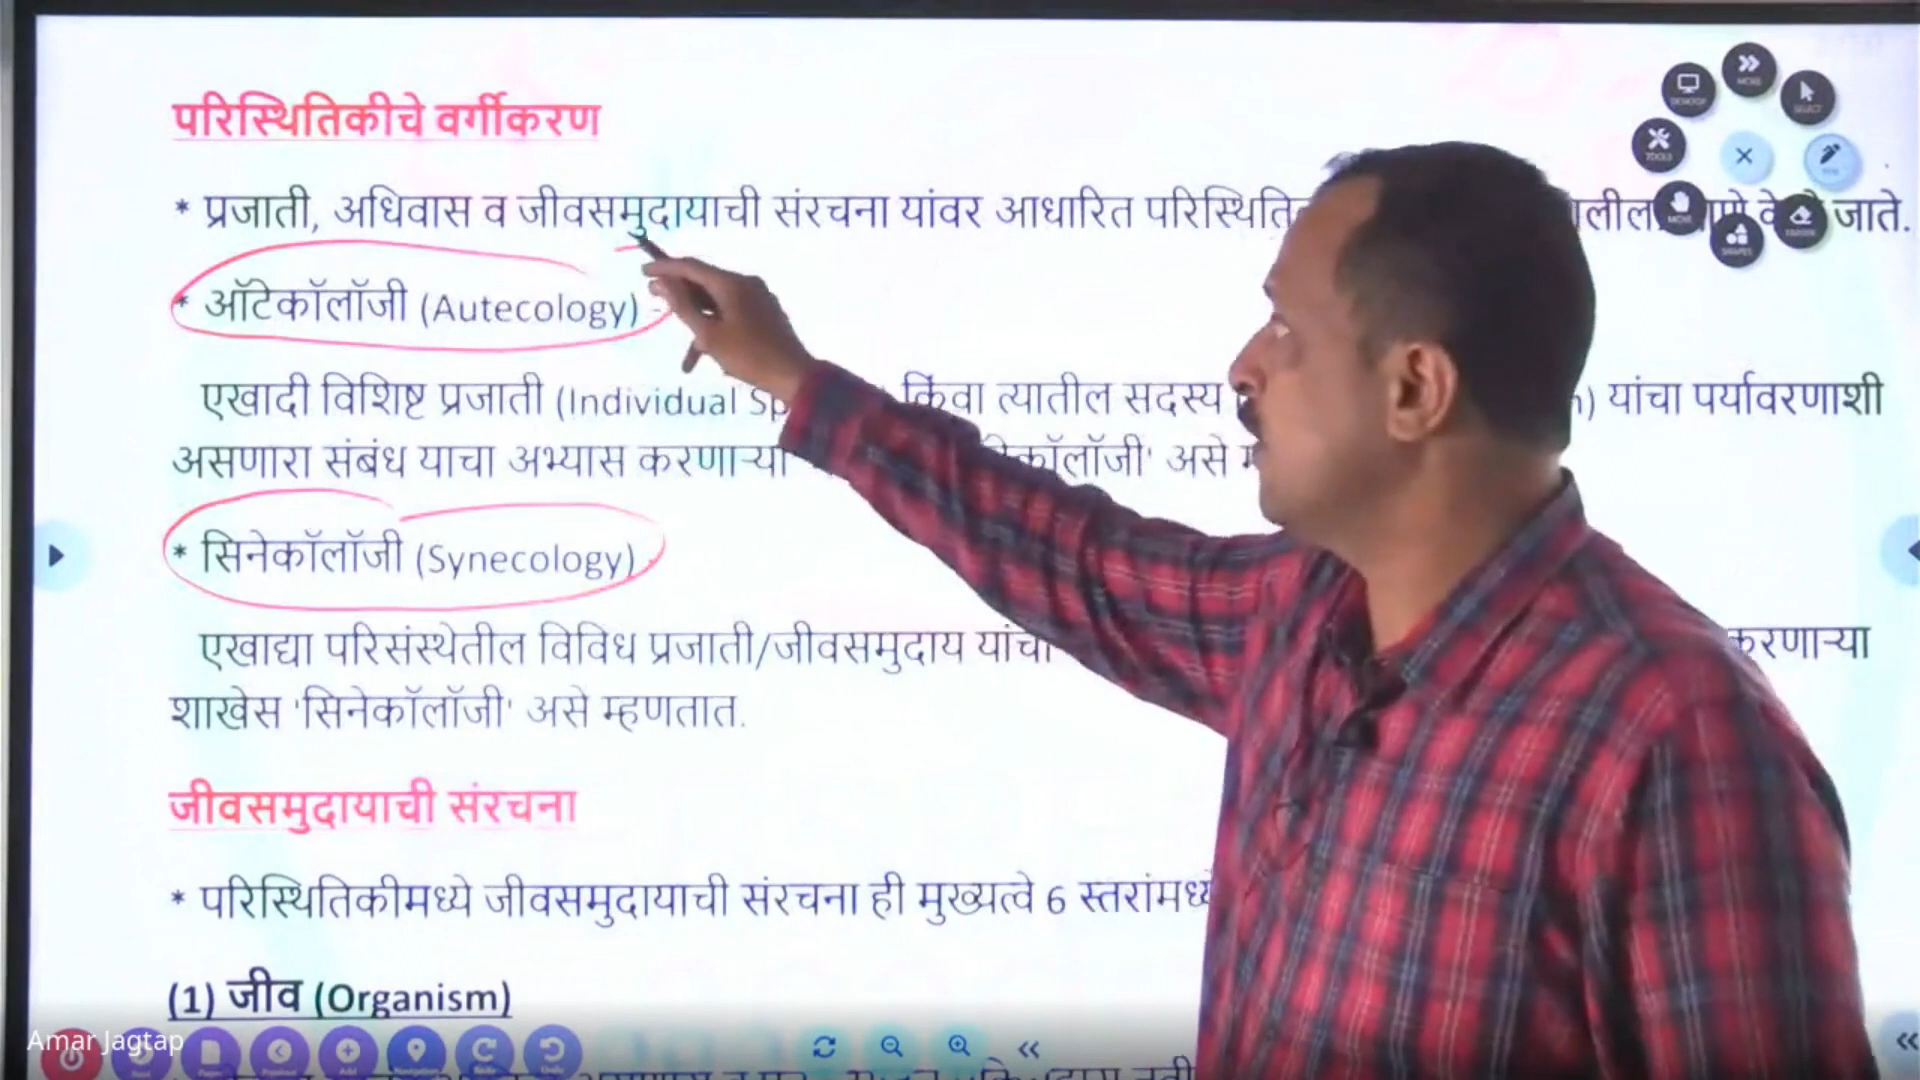 परिस्थितिकीचे वर्गीकरण
* प्रजाती, अधिवास व जीवसमुदायाची संरचना यांवर आधारित जाते.
* ऑटेकॉलॉजी (Autecology) -
एखादी विशिष्ट प्रजाती (Individual किंवा त्यातील सदस्य यांचा पर्यावरणाशी
असणारा संबंध याचा अभ्यास करणाऱ्या असे
* सिनेकॉलॉजी (Synecology)
एखाद्या परिसंस्थेतील विविध प्रजाती/जीवसमुदाय यांचा करणाऱ्या
शाखेस 'सिनेकॉलॉजी' असे म्हणतात.
जीवसमुदायाची संरचना
* परिस्थितिकीमध्ये जीवसमुदायाची संरचना ही मुख्यत्वे 6 स्तरांमध्ये
(1) जीव (Organism)
Amar Jagtap